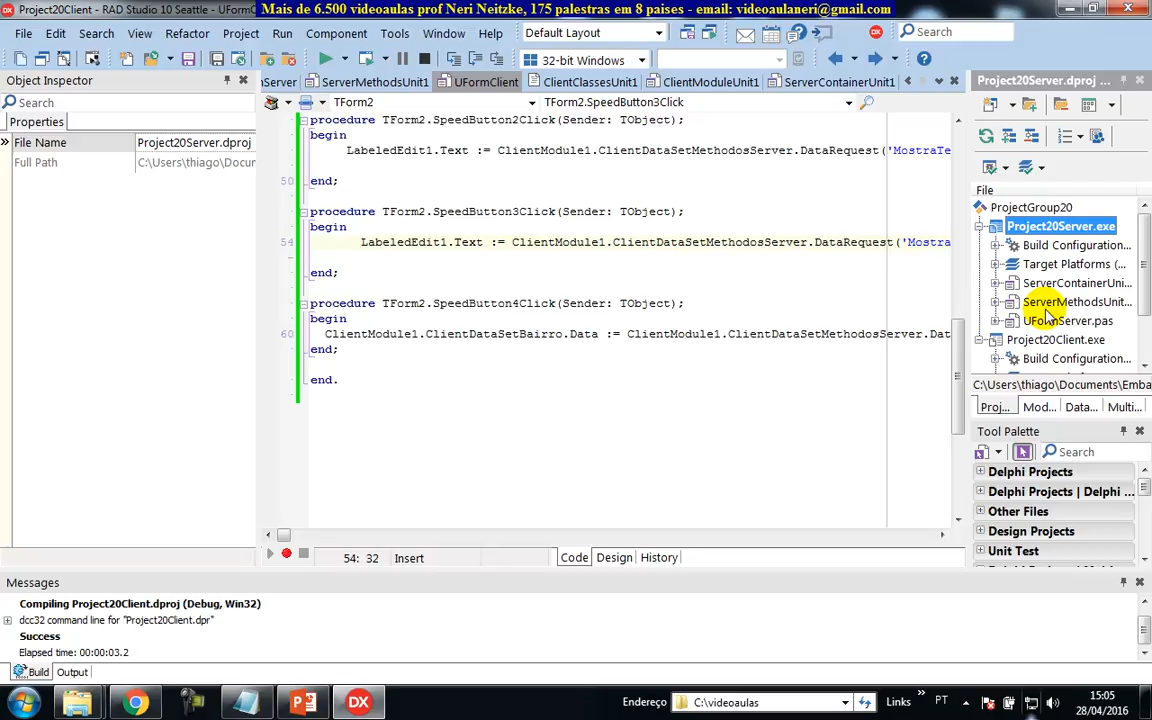 Project20Client - RAD Studio 10 Seattle - UFormC
Mais de 6.500 videoaulas prof Neri Neitzke, 175 palestras em 8 paises - email: videoaulaneri@gmail.com
File Edit Search View Refactor Project Run Component Tools Window Help
Default Layout
Search
32-bit Windows
Object Inspector
Search
Properties
File Name Project20Server.dproj
Full Path C:\Users\thiago\Docur
Server ServerMethodsUnit1 UFormClient ClientClassesUnit1 ClientModuleUnit1 ServerContainerUnit1
TForm2 TForm2.SpeedButton3Click
procedure TForm2.SpeedButton2Click(Sender: TObject);
begin
LabeledEdit1.Text := ClientModule1.ClientDataSetMethodosServer.DataRequest('MostraTe
50 end;
procedure TForm2.SpeedButton3Click(Sender: TObject);
begin
54 LabeledEdit1.Text := ClientModule1.ClientDataSetMethodosServer.DataRequest('Mostra
end;
procedure TForm2.SpeedButton4Click(Sender: TObject);
begin
60 ClientModule1.ClientDataSetBairro.Data := ClientModule1.ClientDataSetMethodosServer.Dat
end;
end.
54: 32 Insert
Code Design History
Project20Server.dproj ...
File
ProjectGroup20
Project20Server.exe
Build Configuration...
Target Platforms (...
ServerContainerUni...
ServerMethodsUnit...
UFormServer.pas
Project20Client.exe
Build Configuration...
C:\Users\thiago\Documents\Emba
Proj... Mod... Data... Multi...
Tool Palette
Search
Delphi Projects
Delphi Projects | Delphi ...
Other Files
Design Projects
Unit Test
Messages
Compiling Project20Client.dproj (Debug, Win32)
dcc32 command line for "Project20Client.dpr"
Success
Elapsed time: 00:00:03.2
Build Output
Endereço C:\videoaulas Links PT
15:05
28/04/2016